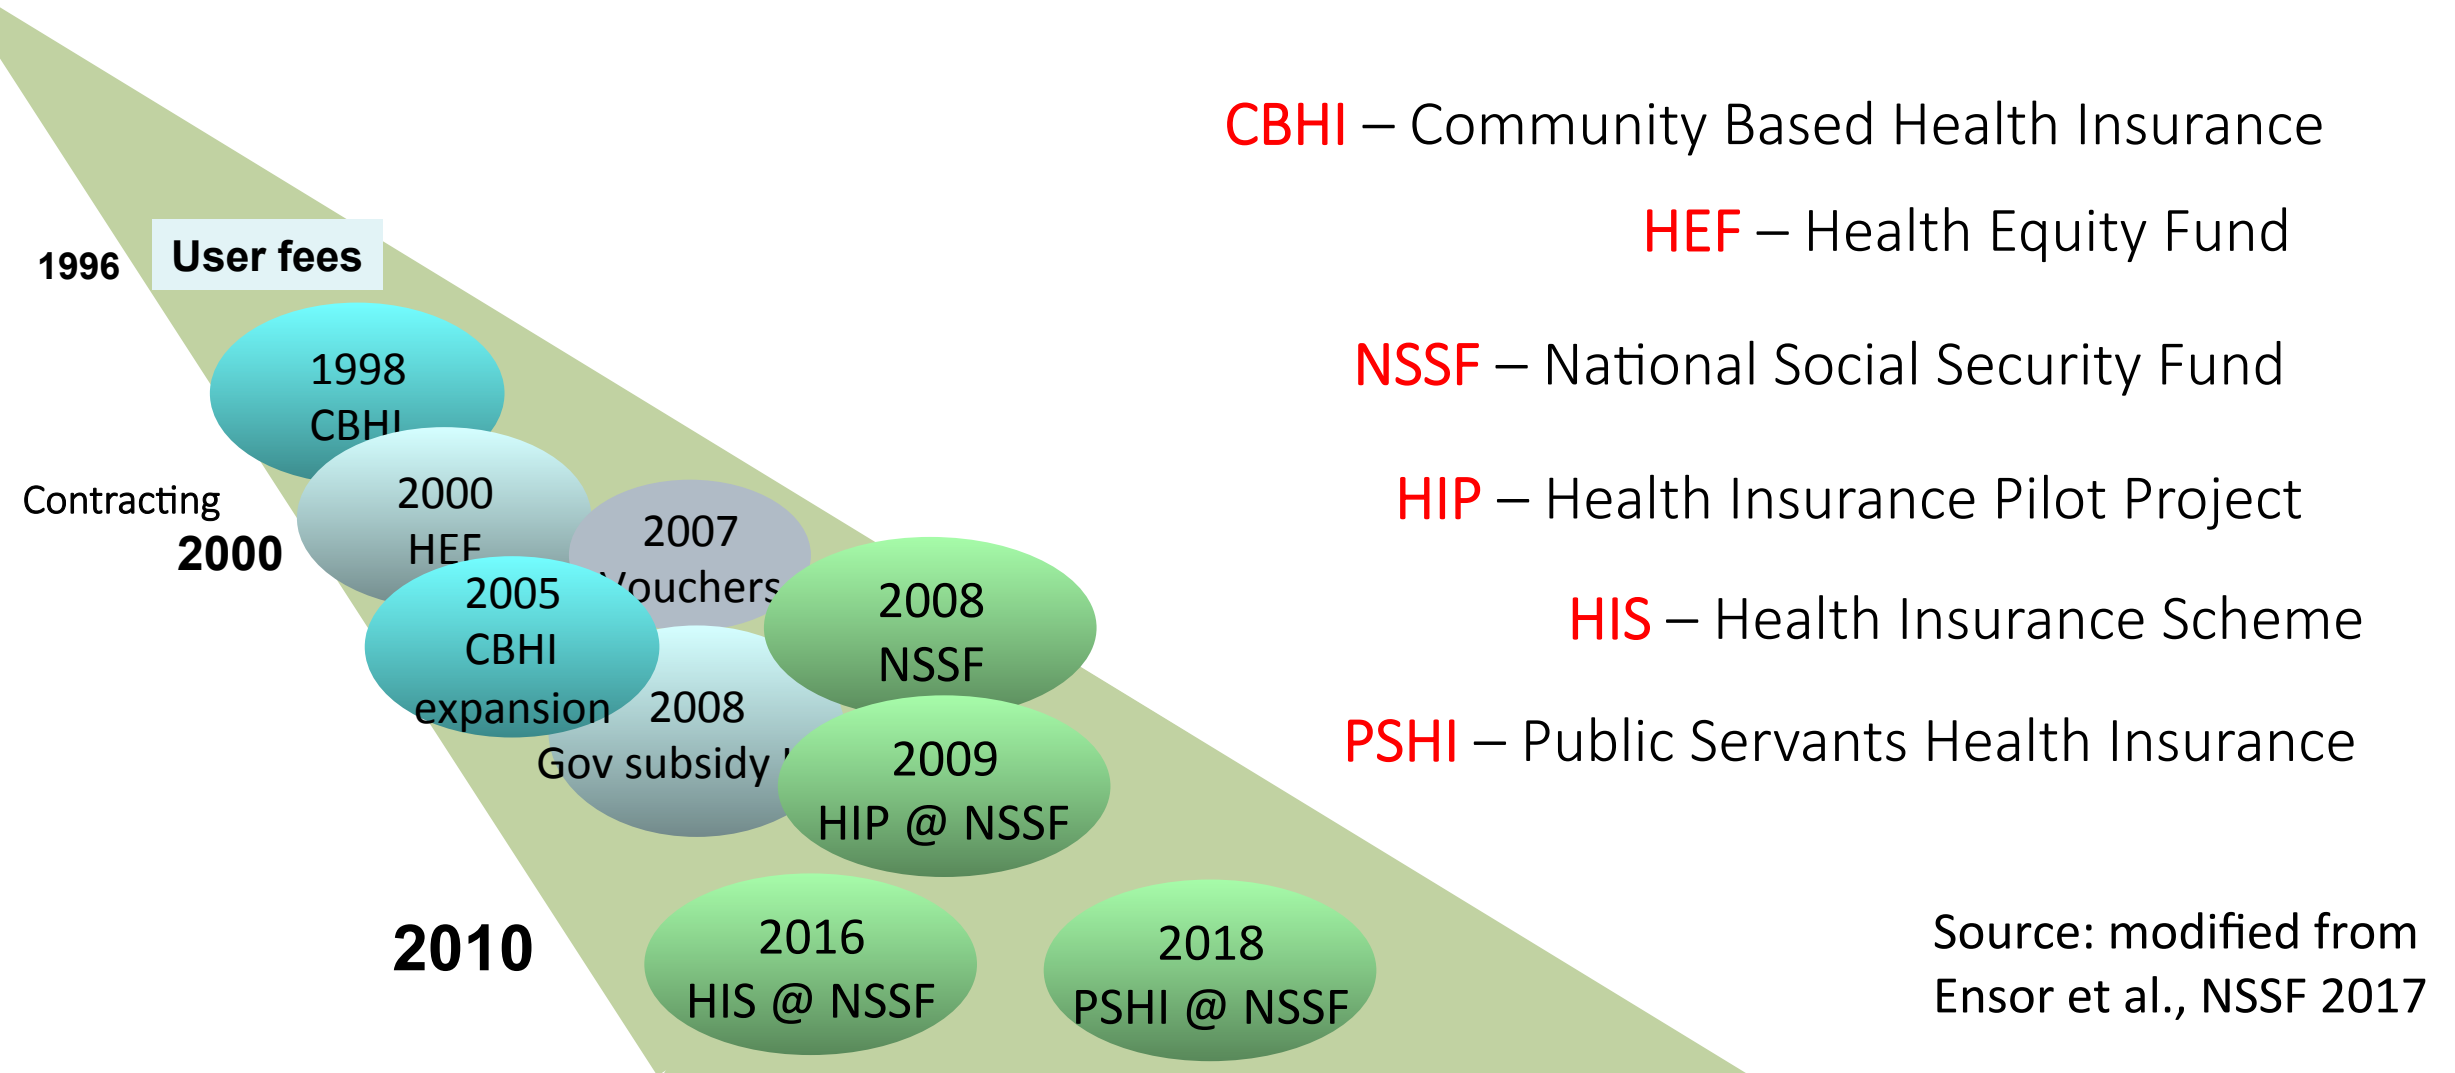 1996
User fees
1998
CBHI
Contracting
2000
2000
HEF
2007
Vouchers
2005
CBHI
expansion
2008
Gov subsidy
2008
NSSF
2009
HIP @ NSSF
2010
2016
HIS @ NSSF
2018
PSHI @ NSSF
CBHI – Community Based Health Insurance
HEF – Health Equity Fund
NSSF – National Social Security Fund
HIP – Health Insurance Pilot Project
HIS – Health Insurance Scheme
PSHI – Public Servants Health Insurance
Source: modified from
Ensor et al., NSSF 2017